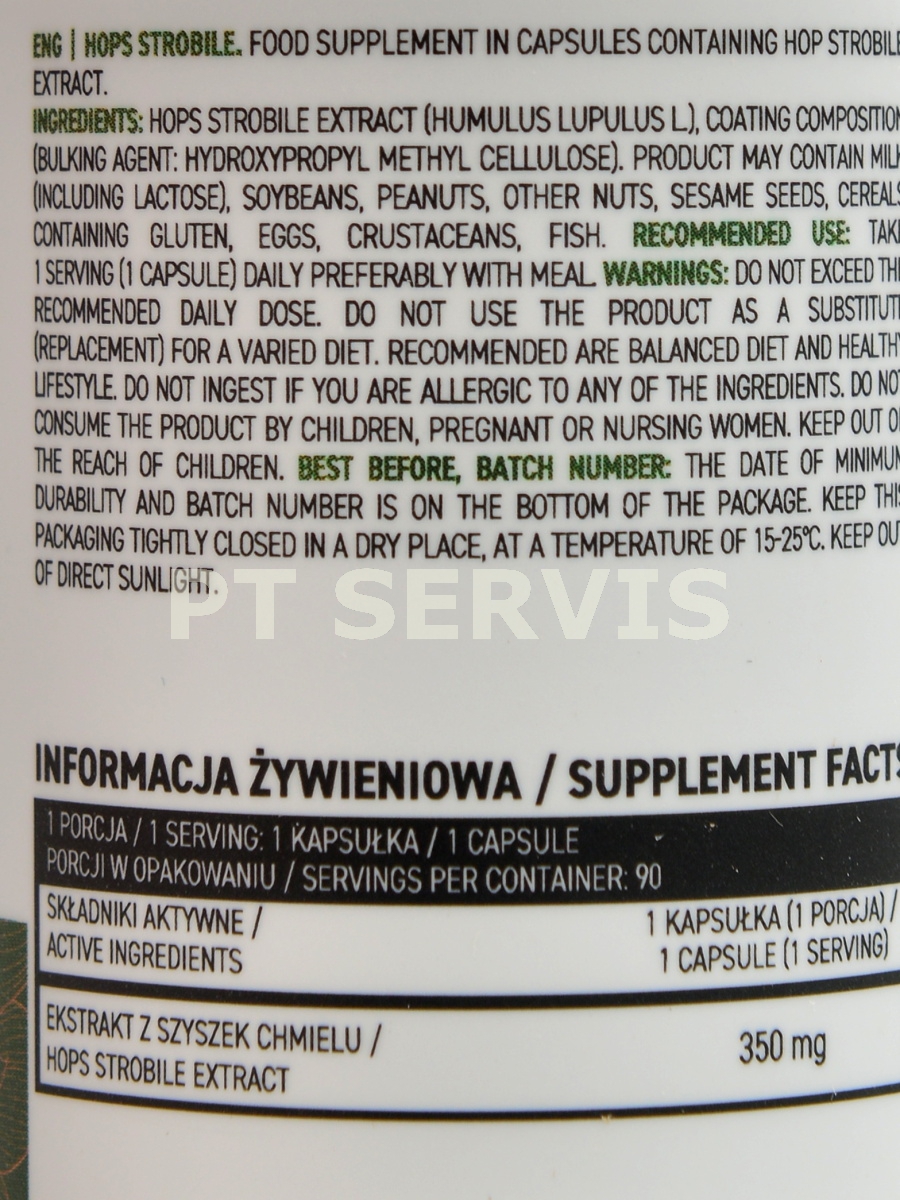 ENG | HOPS STROBILE. FOOD SUPPLEMENT IN CAPSULES CONTAINING HOP STROBILE
EXTRACT.
INGREDIENTS: HOPS STROBILE EXTRACT (HUMULUS LUPULUS L.), COATING COMPOSITION
(BULKING AGENT: HYDROXYPROPYL METHYL CELLULOSE). PRODUCT MAY CONTAIN MILK
(INCLUDING LACTOSE), SOYBEANS, PEANUTS, OTHER NUTS, SESAME SEEDS, CEREALS
CONTAINING GLUTEN, EGGS, CRUSTACEANS, FISH. RECOMMENDED USE: TAKE
1 SERVING (1 CAPSULE) DAILY PREFERABLY WITH MEAL. WARNINGS: DO NOT EXCEED THE
RECOMMENDED DAILY DOSE. DO NOT USE THE PRODUCT AS A SUBSTITUTE
(REPLACEMENT) FOR A VARIED DIET. RECOMMENDED ARE BALANCED DIET AND HEALTHY
LIFESTYLE. DO NOT INGEST IF YOU ARE ALLERGIC TO ANY OF THE INGREDIENTS. DO NOT
CONSUME THE PRODUCT BY CHILDREN, PREGNANT OR NURSING WOMEN. KEEP OUT OF
THE REACH OF CHILDREN. BEST BEFORE, BATCH NUMBER: THE DATE OF MINIMUM
DURABILITY AND BATCH NUMBER IS ON THE BOTTOM OF THE PACKAGE. KEEP THIS
PACKAGING TIGHTLY CLOSED IN A DRY PLACE, AT A TEMPERATURE OF 15-25°C. KEEP OUT
OF DIRECT SUNLIGHT.
PT SERVIS
INFORMACJA ŻYWIENIOWA / SUPPLEMENT FACTS
1 PORCJA / 1 SERVING: 1 KAPSUŁKA / 1 CAPSULE
PORCJI W OPAKOWANIU / SERVINGS PER CONTAINER: 90
SKŁADNIKI AKTYWNE / 1 KAPSUŁKA (1 PORCJA) /
ACTIVE INGREDIENTS 1 CAPSULE (1 SERVING)
EKSTRAKT Z SZYSZEK CHMIELU / 350 mg
HOPS STROBILE EXTRACT